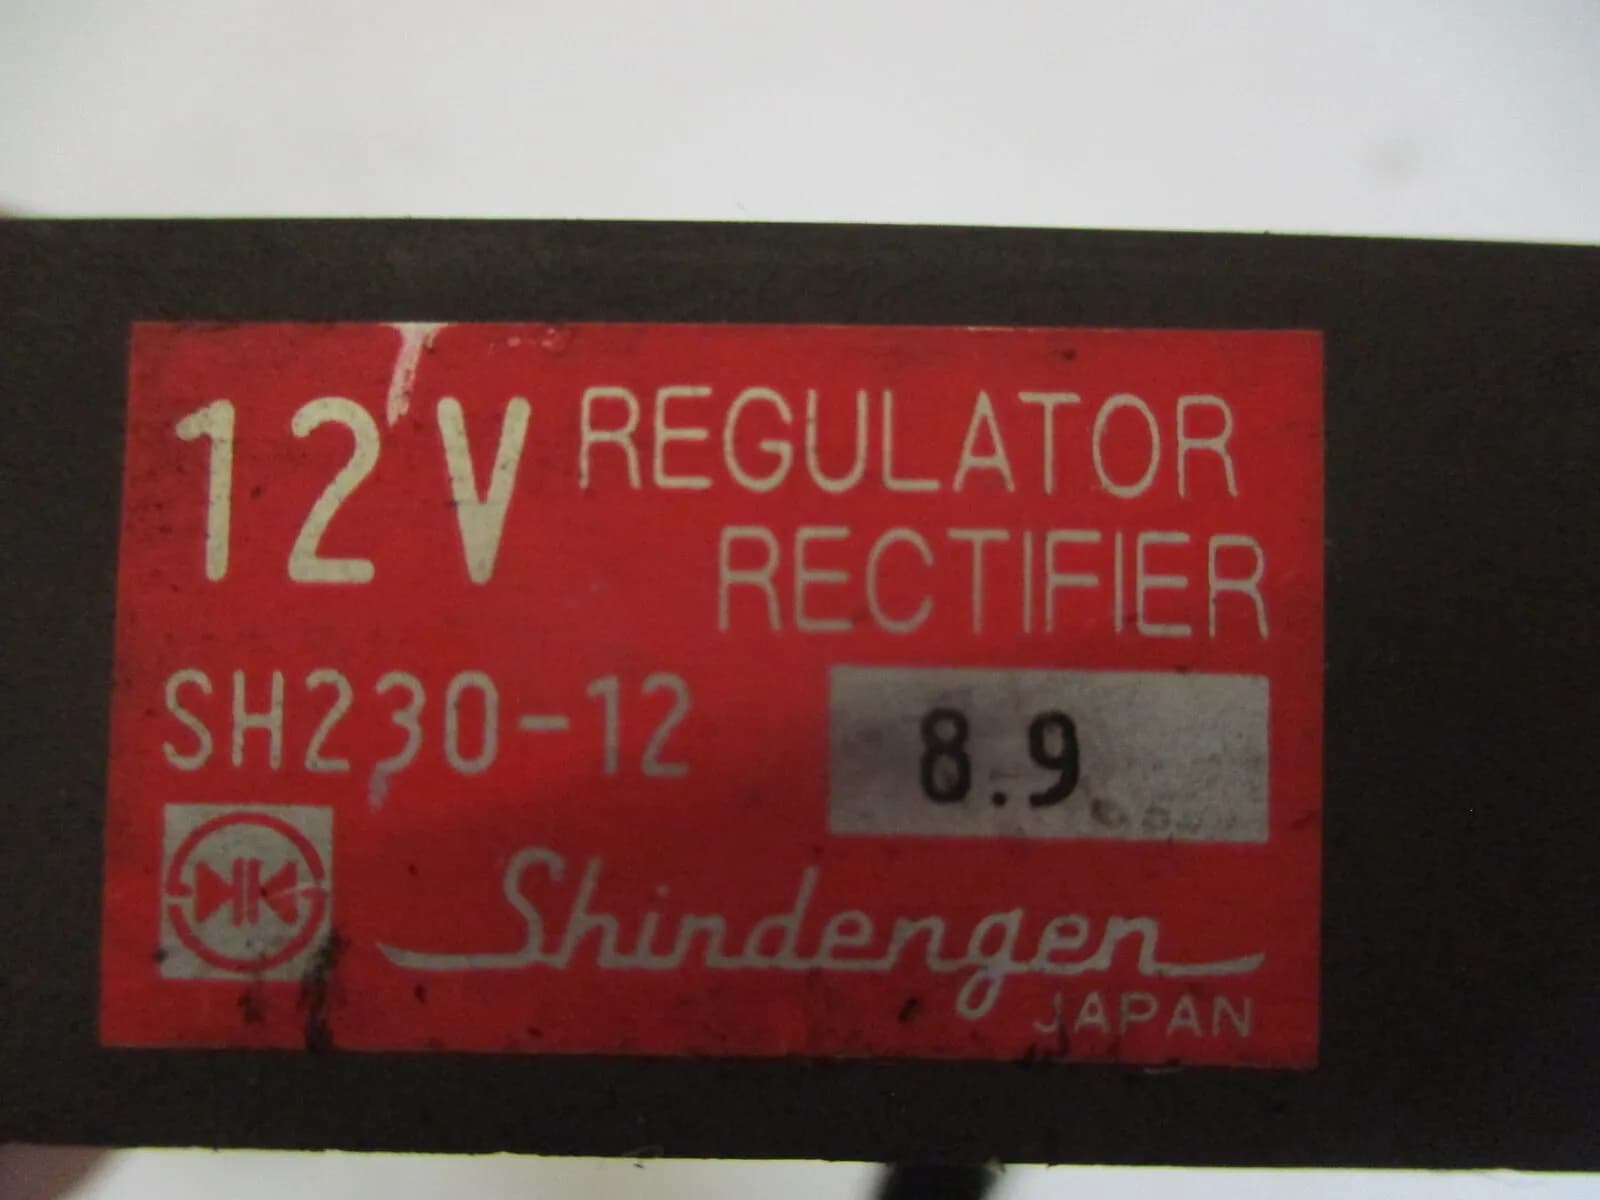 12V REGULATOR
RECTIFIER
SH230-12
8.9
Shindengen
JAPAN